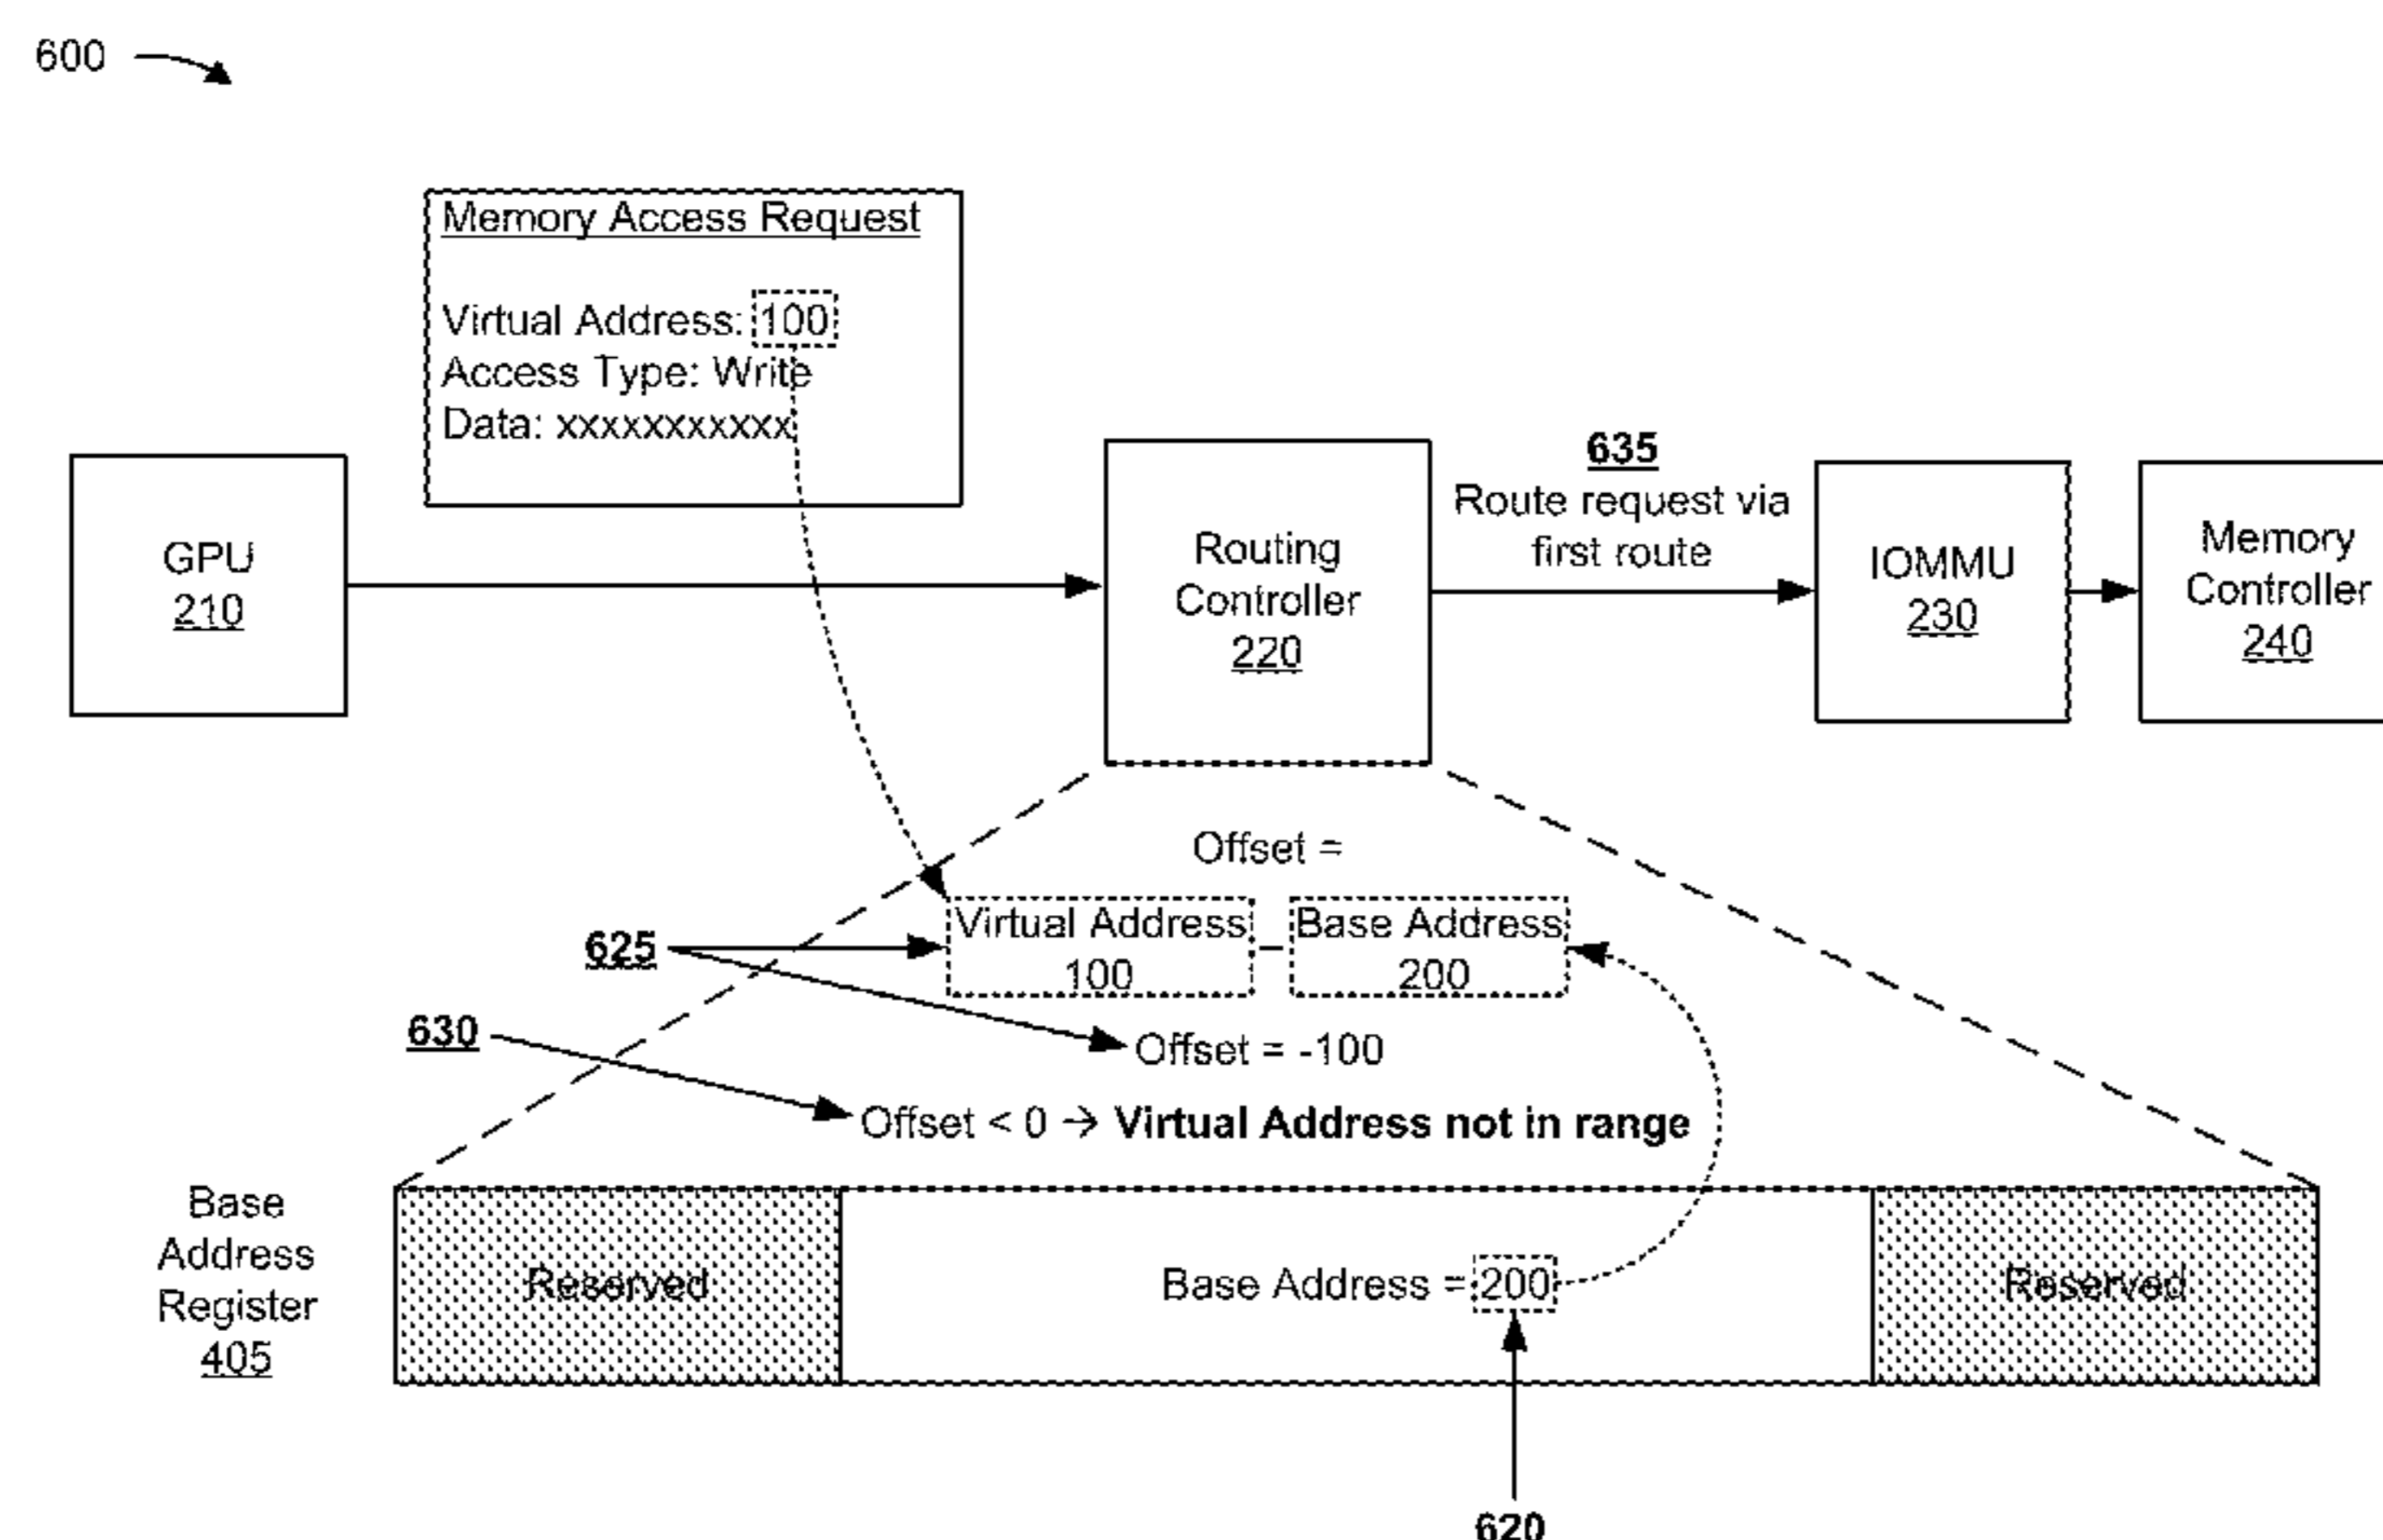 600
Memory Access Request
Virtual Address: 100
Access Type: Write
Data: xxxxxxxxxxx
GPU
210
Routing
Controller
220
635
Route request via
first route
IOMMU
230
Memory
Controller
240
Offset =
Virtual Address
100
–
Base Address
200
625
Offset = -100
630
Offset < 0 → Virtual Address not in range
Base
Address
Register
405
Reserved
Base Address = 200
Reserved
620